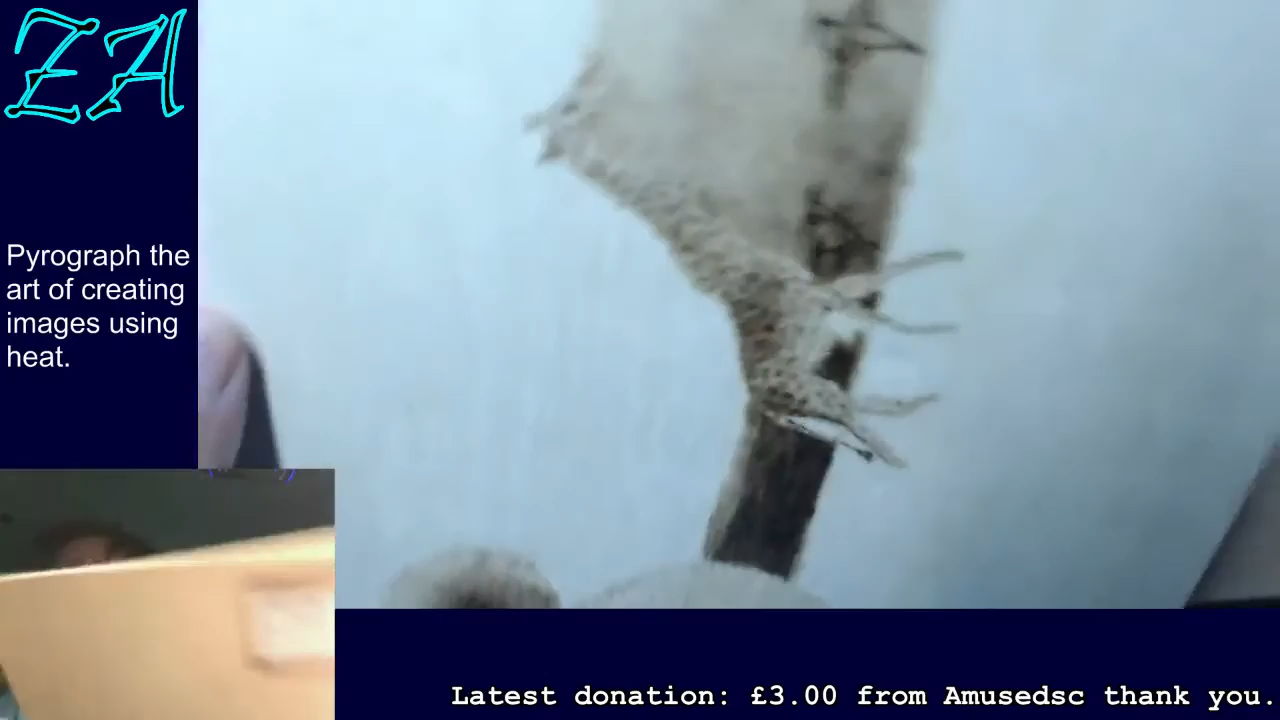 ZA
Pyrograph the
art of creating
images using
heat.
Latest donation: £3.00 from Amusedsc thank you.